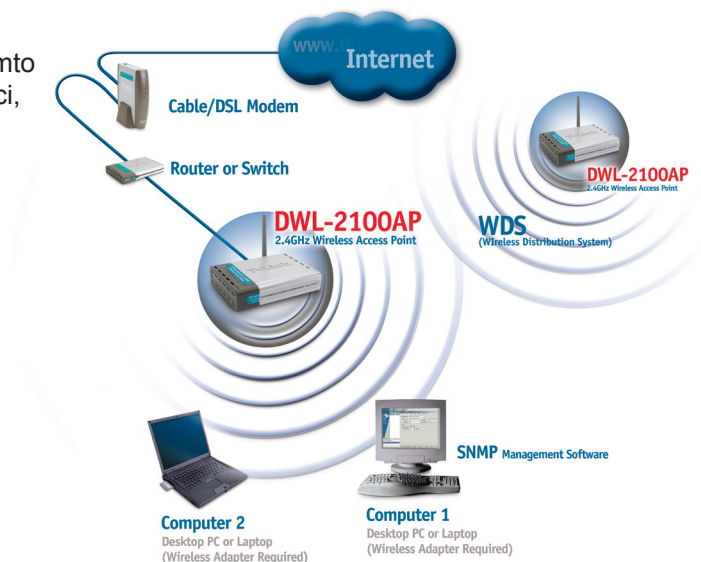 www.d
Internet
mto
ci,
Cable/DSL Modem
Router or Switch
DWL-2100AP
2.4GHz Wireless Access Point
DWL-2100AP
2.4GHz Wireless Access Point
WDS
(WIreless Distribution System)
D-Link
SNMP Management Software
Computer 2
Desktop PC or Laptop
(Wireless Adapter Required)
Computer 1
Desktop PC or Laptop
(Wireless Adapter Required)